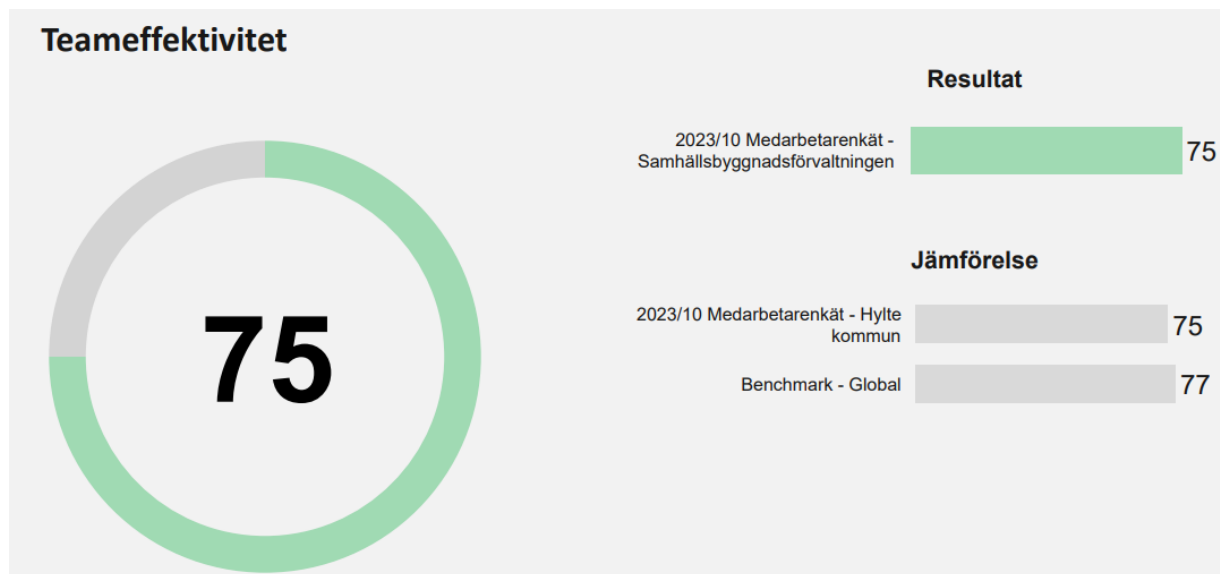 Teameffektivitet
75
Resultat
2023/10 Medarbetarenkät -
Samhällsbyggnadsförvaltningen
75
Jämförelse
2023/10 Medarbetarenkät - Hylte
kommun
75
Benchmark - Global
77